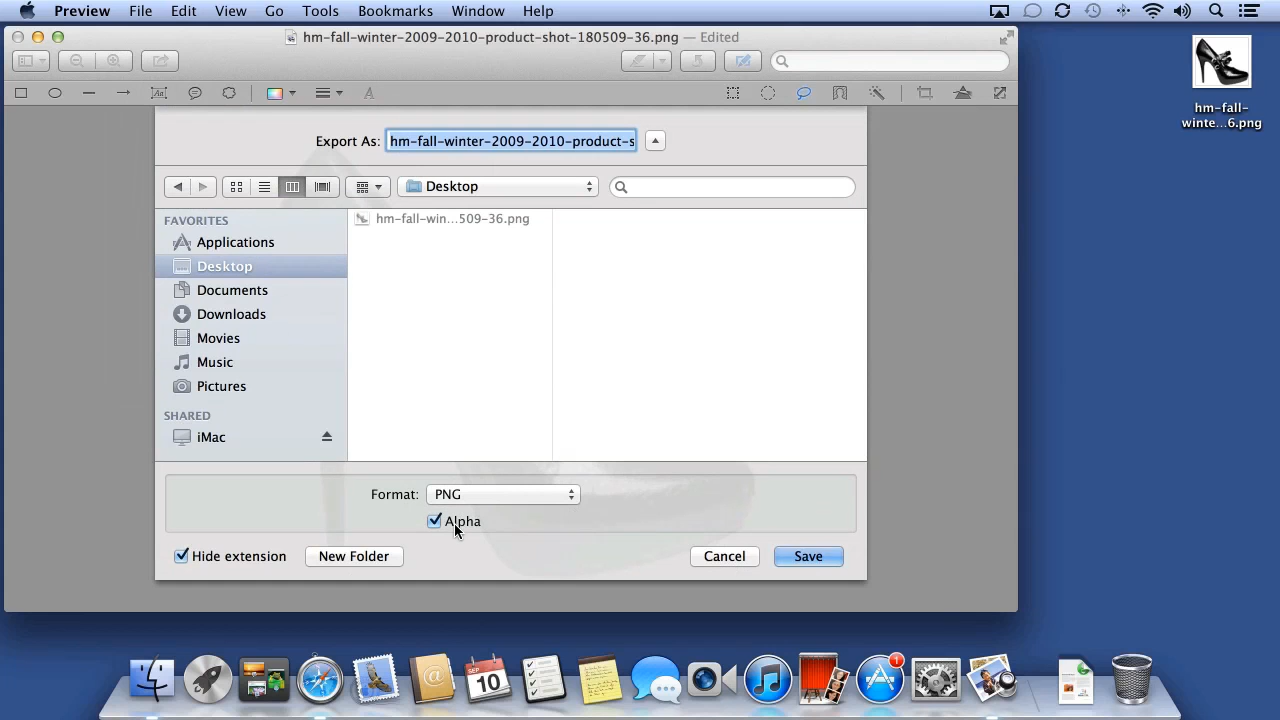 Preview File Edit View Go Tools Bookmarks Window Help
hm-fall-winter-2009-2010-product-shot-180509-36.png — Edited
hm-fall-
winte...6.png
Export As: hm-fall-winter-2009-2010-product-s
Desktop
FAVORITES
hm-fall-win...509-36.png
Applications
Desktop
Documents
Downloads
Movies
Music
Pictures
SHARED
iMac
Format: PNG
Alpha
Hide extension New Folder Cancel Save
SEP
10
1